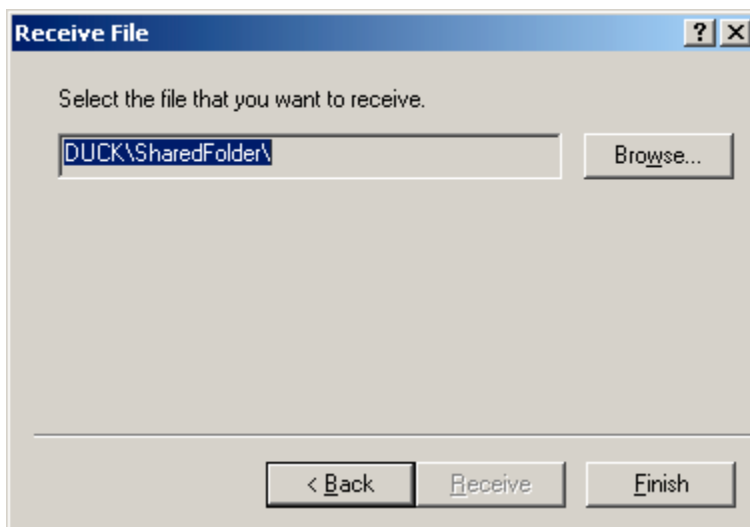 Receive File
Select the file that you want to receive.
DUCK\SharedFolder\
Browse...
< Back
Receive
Finish